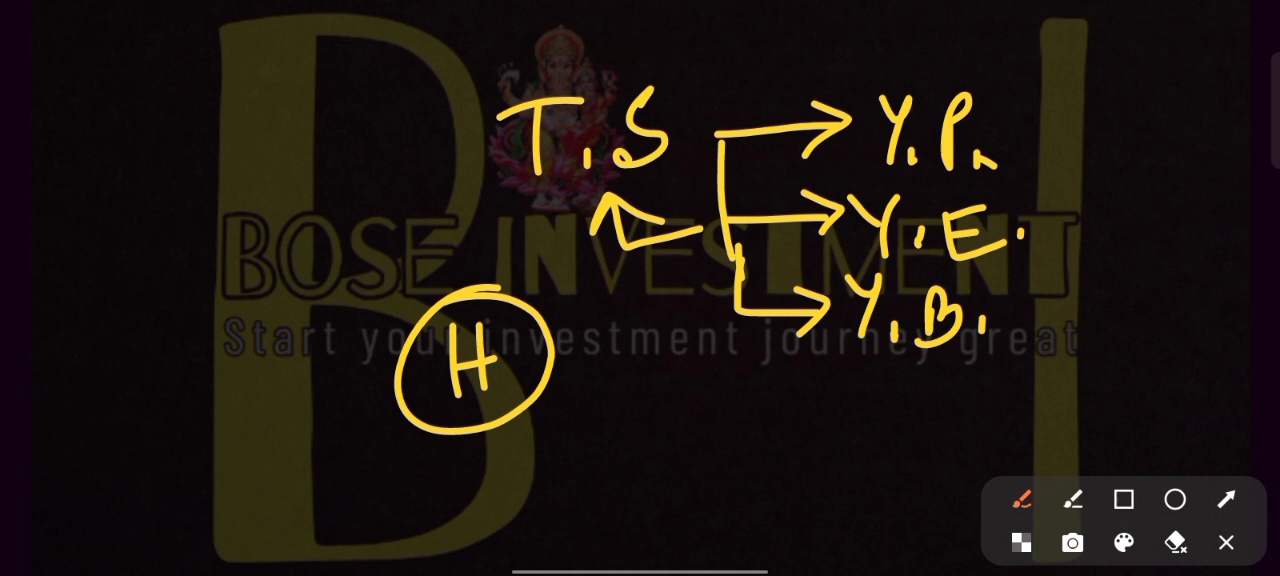 T.S → Y.P.
→ Y.E.
→ Y.B.
H
BOSE INVESTMENT
Start your investment journey great